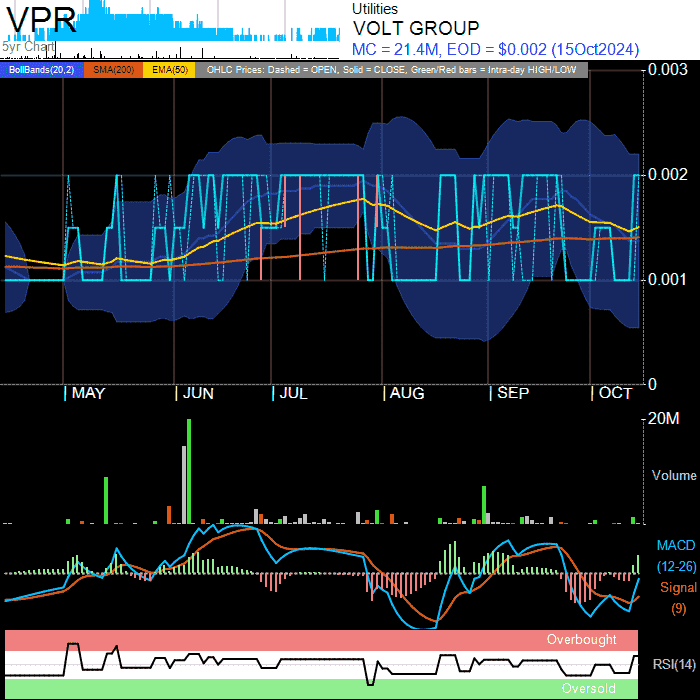 VPR
5yr Chart
Utilities
VOLT GROUP
MC = 21.4M, EOD = $0.002 (15Oct2024)
BollBands(20,2) SMA(200) EMA(50) OHLC Prices: Dashed = OPEN, Solid = CLOSE, Green/Red bars = Intra-day HIGH/LOW
0.003
0.002
0.001
0
MAY JUN JUL AUG SEP OCT
20M
Volume
MACD
(12-26)
Signal
(9)
Overbought
RSI(14)
Oversold